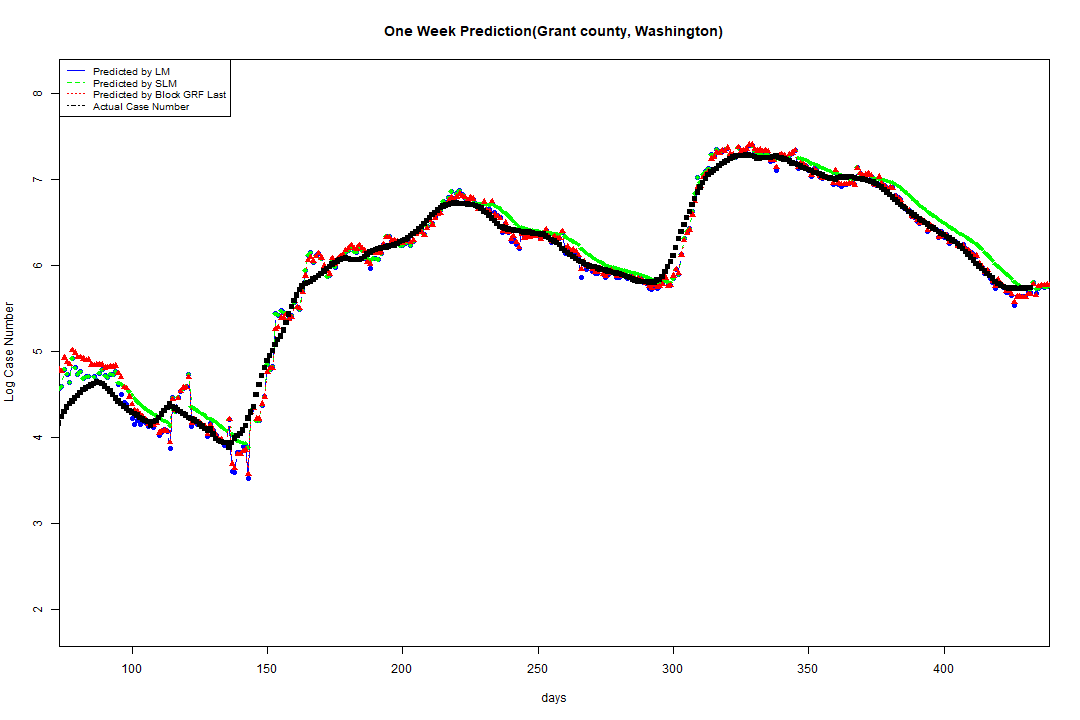 One Week Prediction(Grant county, Washington)
Predicted by LM
Predicted by SLM
Predicted by Block GRF Last
Actual Case Number
8
7
6
5
4
3
2
Log Case Number
100 150 200 250 300 350 400
days